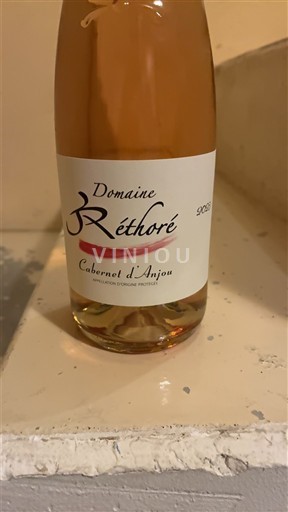 Domaine
Réthoré
VINIOU
Cabernet d'Anjou
APPELLATION D'ORIGINE PROTÉGÉE